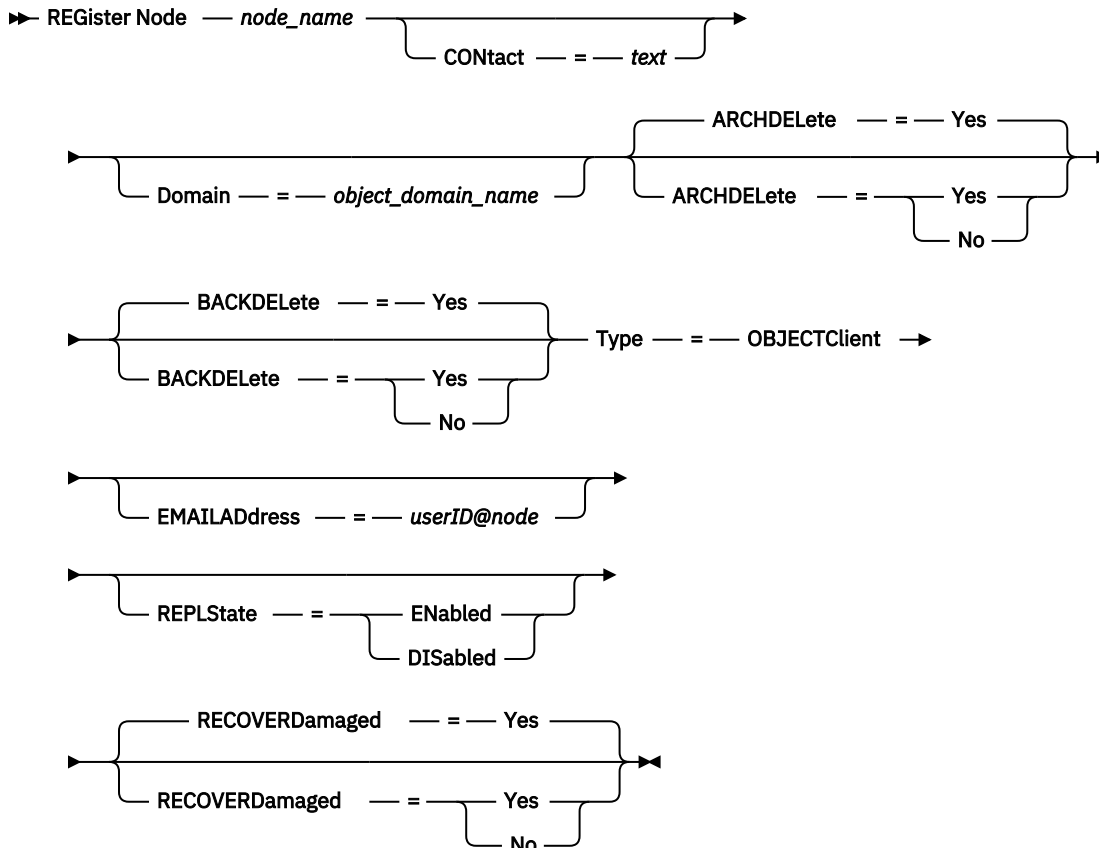 REGister Node — node_name
CONtact — = — text
ARCHDELete — = — Yes
Domain — = — object_domain_name
ARCHDELete — = — Yes
No
BACKDELete — = — Yes
Type — = — OBJECTClient
BACKDELete — = — Yes
No
EMAILADdress — = — userID@node
REPLState — = — ENabled
DISabled
RECOVERDamaged — = — Yes
RECOVERDamaged — = — Yes
No